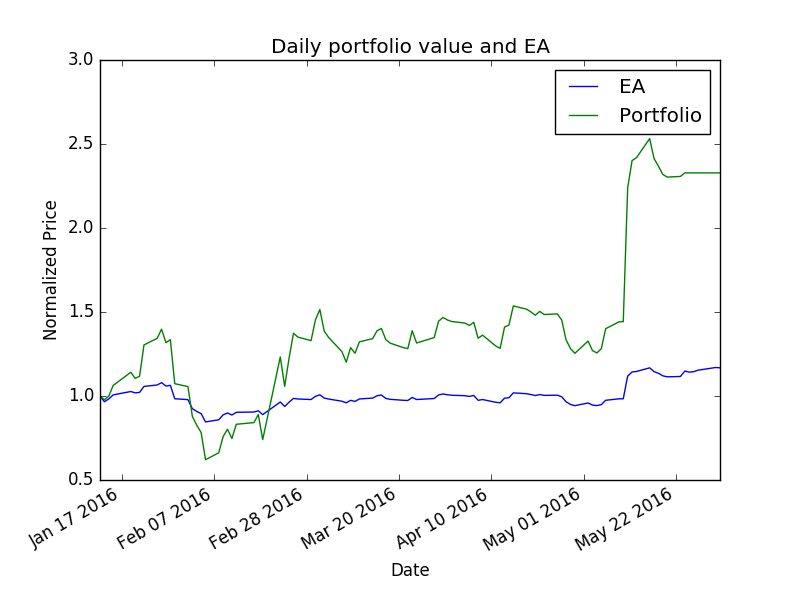 Daily portfolio value and EA
3.0
2.5
2.0
1.5
1.0
0.5
Normalized Price
EA
Portfolio
Jan 17 2016
Feb 07 2016
Feb 28 2016
Mar 20 2016
Apr 10 2016
May 01 2016
May 22 2016
Date